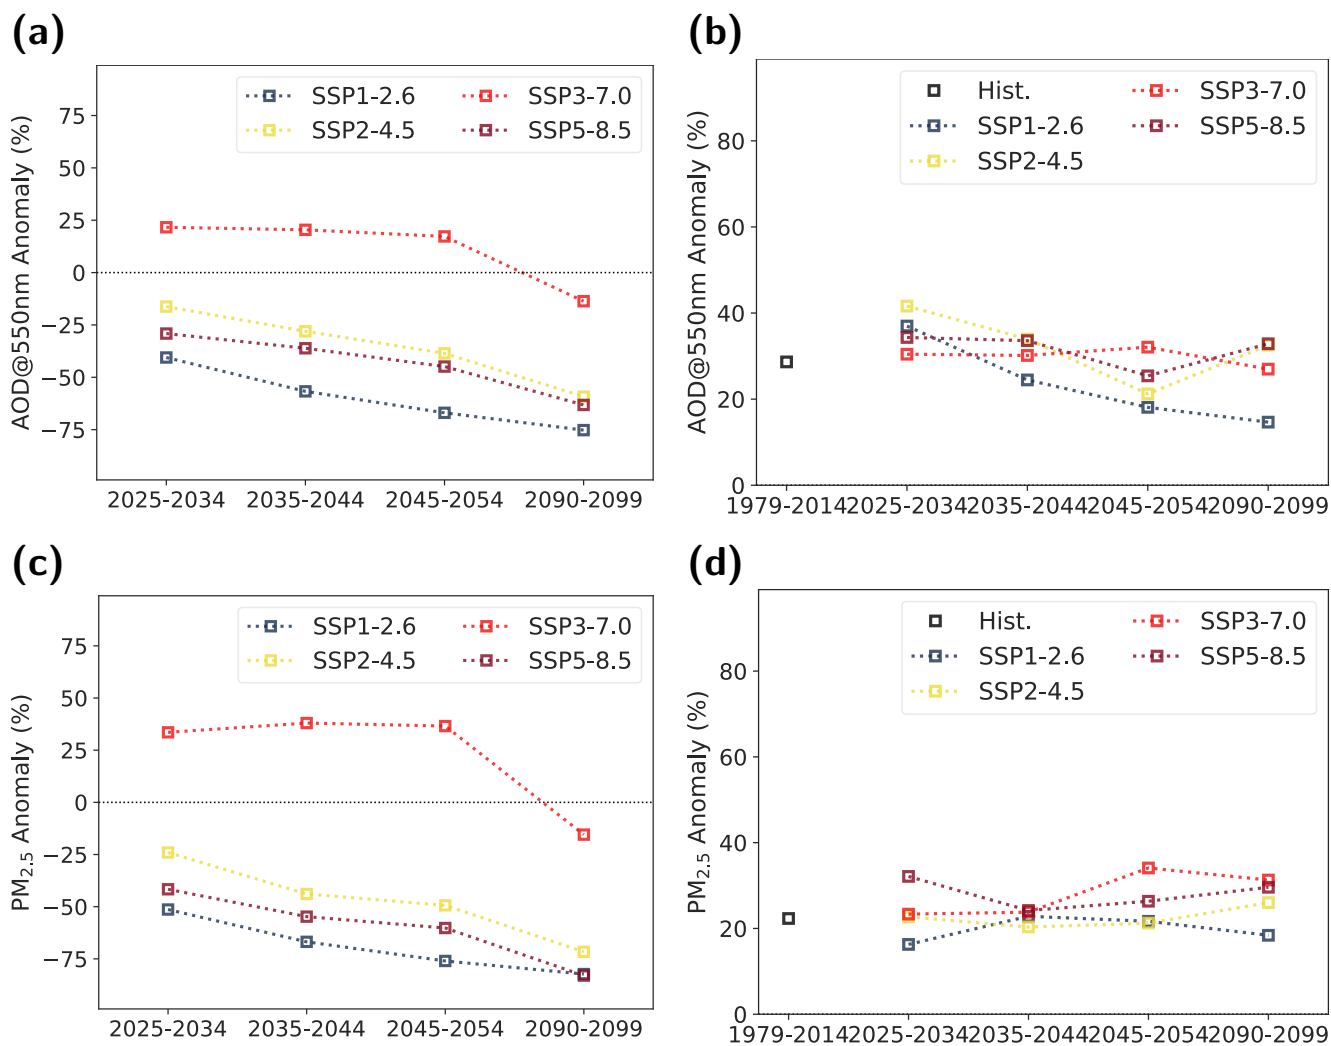 (a)
AOD@550nm Anomaly (%)
75
50
25
0
−25
−50
−75
SSP1-2.6
SSP2-4.5
SSP3-7.0
SSP5-8.5
2025-2034
2035-2044
2045-2054
2090-2099
(b)
AOD@550nm Anomaly (%)
80
60
40
20
0
Hist.
SSP1-2.6
SSP2-4.5
SSP3-7.0
SSP5-8.5
1979-2014
2025-2034
2035-2044
2045-2054
2090-2099
(c)
PM2.5 Anomaly (%)
75
50
25
0
−25
−50
−75
SSP1-2.6
SSP2-4.5
SSP3-7.0
SSP5-8.5
2025-2034
2035-2044
2045-2054
2090-2099
(d)
PM2.5 Anomaly (%)
80
60
40
20
0
Hist.
SSP1-2.6
SSP2-4.5
SSP3-7.0
SSP5-8.5
1979-2014
2025-2034
2035-2044
2045-2054
2090-2099